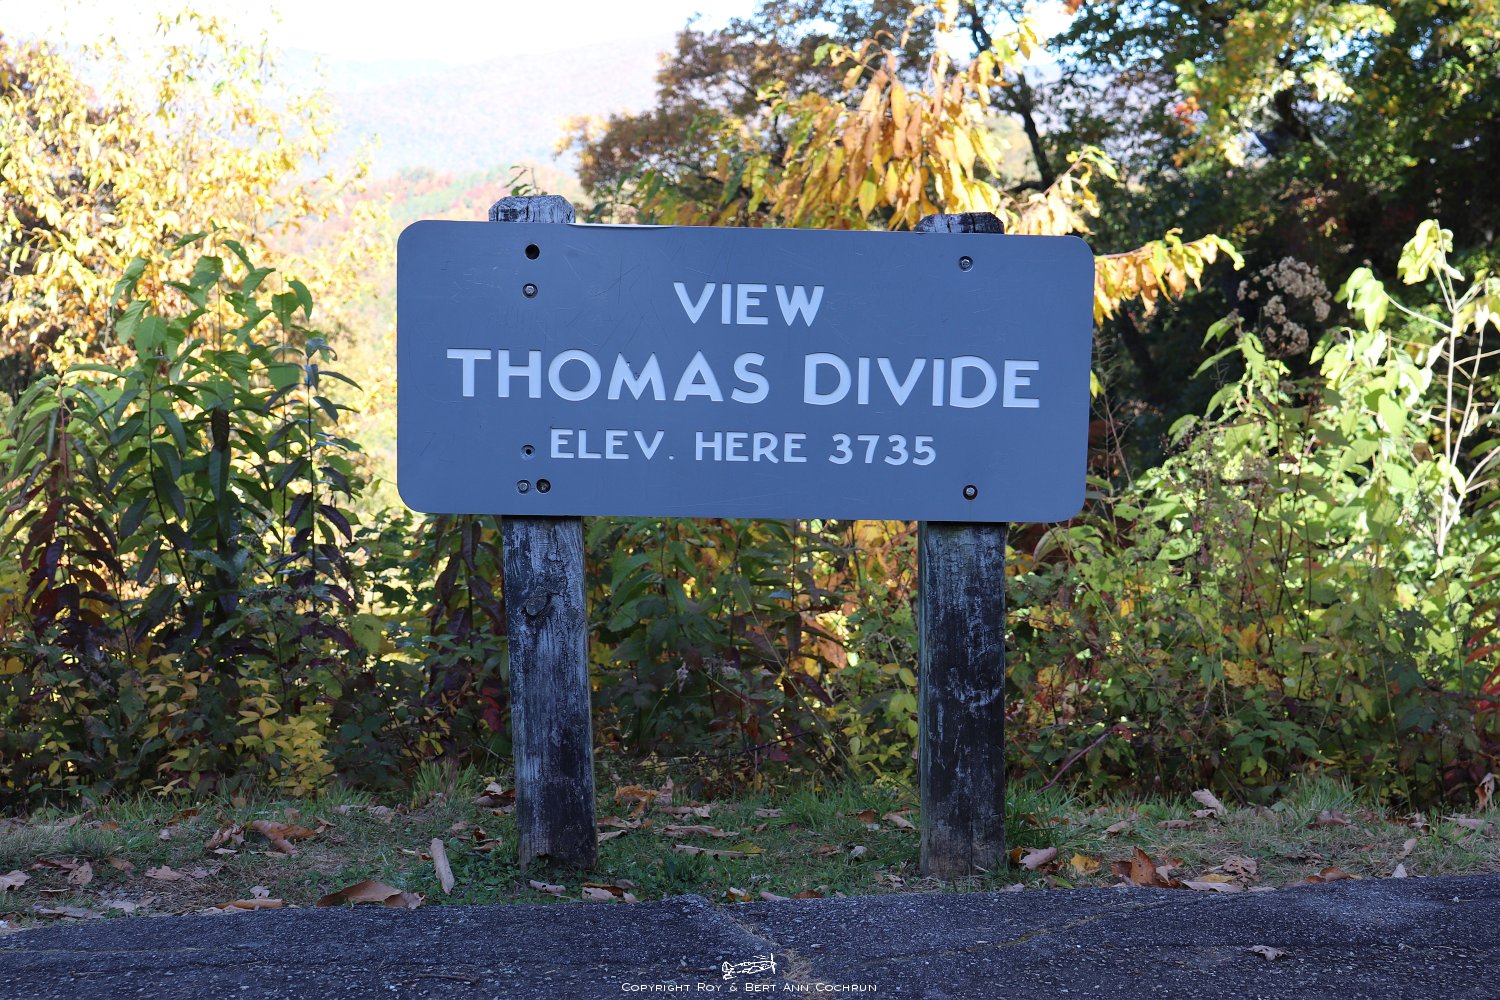 VIEW
THOMAS DIVIDE
ELEV. HERE 3735
Copyright Roy & Bert Ann Cochrun